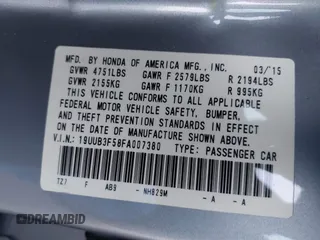 MFD. BY HONDA OF AMERICA MFG., INC. 03/15
GVWR 4751LBS GAWR F 2579LBS R 2194LBS
GVWR 2155KG GAWR F 1170KG R 995KG
THIS VEHICLE CONFORMS TO ALL APPLICABLE
FEDERAL MOTOR VEHICLE SAFETY, BUMPER,
AND THEFT PREVENTION STANDARDS IN EFFECT ON
THE DATE OF MANUFACTURE SHOWN ABOVE.
V.I.N.: 19UUB3F58FA007380 TYPE: PASSENGER CAR
127 F AB9 - NH829M - A - A
DREAMBID